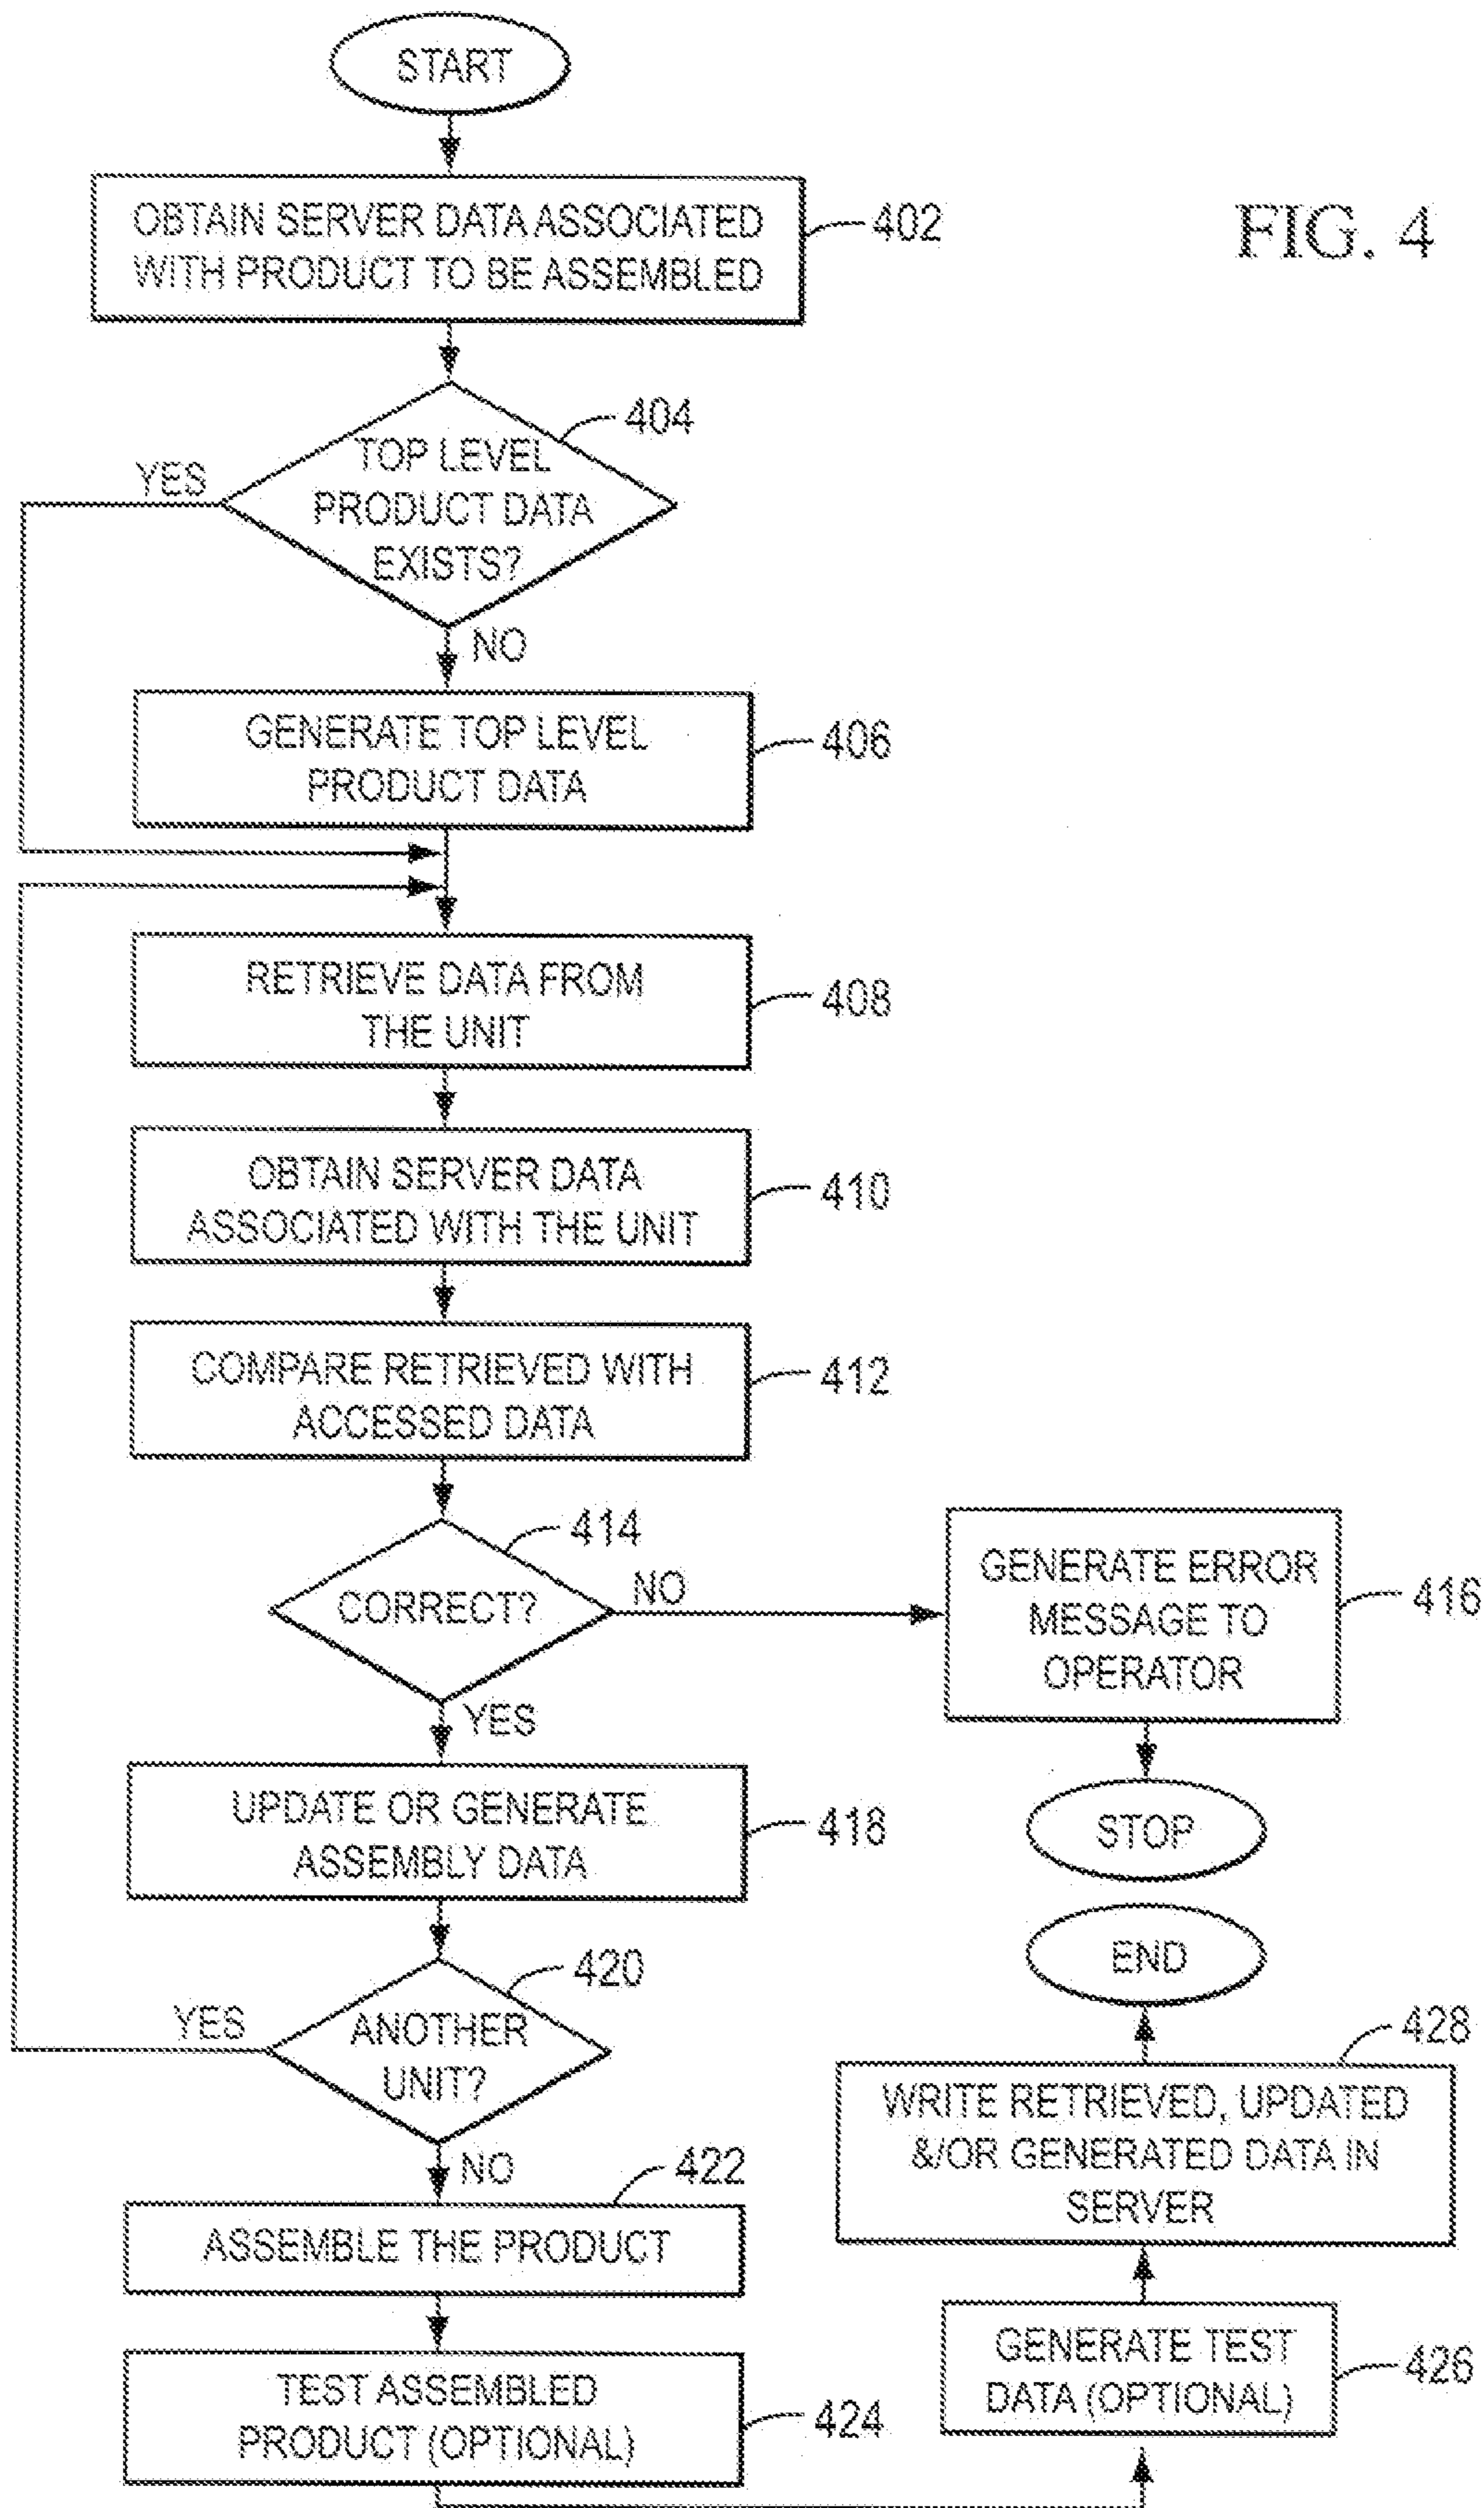 START
FIG. 4
OBTAIN SERVER DATA ASSOCIATED
WITH PRODUCT TO BE ASSEMBLED
402
404
TOP LEVEL
PRODUCT DATA
EXISTS?
YES
NO
GENERATE TOP LEVEL
PRODUCT DATA
406
RETRIEVE DATA FROM
THE UNIT
408
OBTAIN SERVER DATA
ASSOCIATED WITH THE UNIT
410
COMPARE RETRIEVED WITH
ACCESSED DATA
412
414
CORRECT?
NO
YES
GENERATE ERROR
MESSAGE TO
OPERATOR
416
STOP
UPDATE OR GENERATE
ASSEMBLY DATA
418
420
ANOTHER
UNIT?
YES
NO
422
ASSEMBLE THE PRODUCT
TEST ASSEMBLED
PRODUCT (OPTIONAL)
424
GENERATE TEST
DATA (OPTIONAL)
426
428
WRITE RETRIEVED, UPDATED
&/OR GENERATED DATA IN
SERVER
END